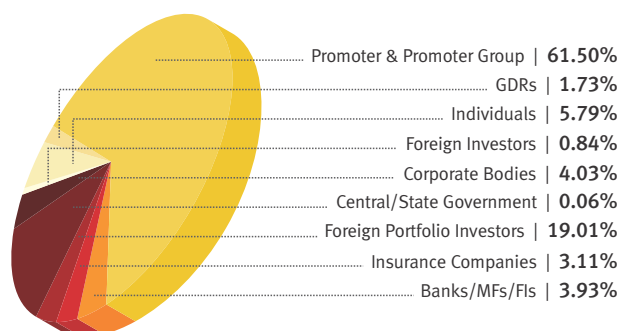 Promoter & Promoter Group | 61.50%
GDRs | 1.73%
Individuals | 5.79%
Foreign Investors | 0.84%
Corporate Bodies | 4.03%
Central/State Government | 0.06%
Foreign Portfolio Investors | 19.01%
Insurance Companies | 3.11%
Banks/MFs/FIs | 3.93%